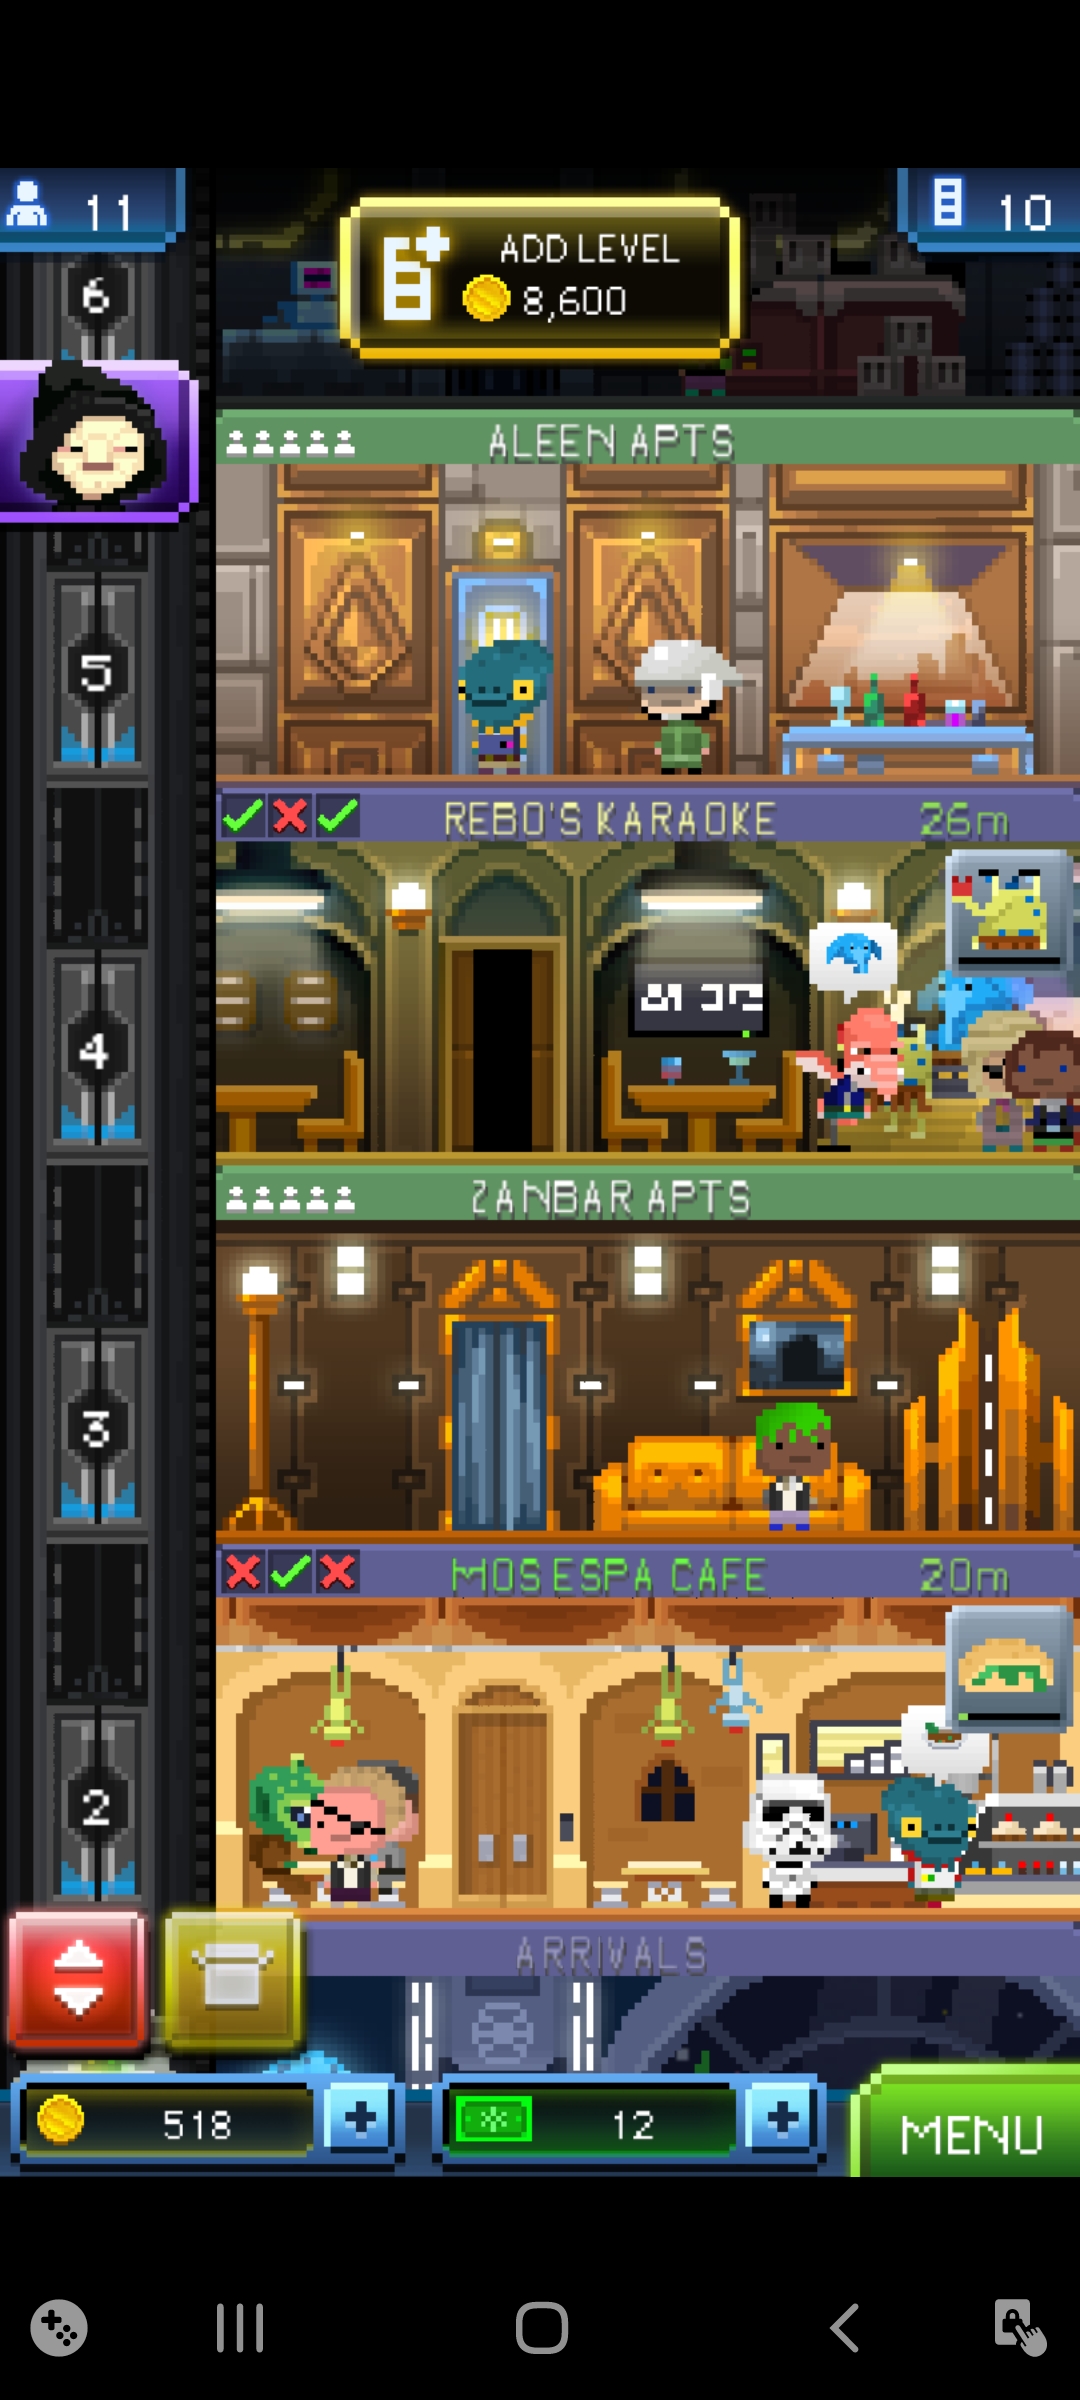 11
ADD LEVEL
8,600
10
6
ALEEN APTS
5
REBO'S KARAOKE
26m
4
ZANBAR APTS
3
MOS ESPA CAFE
20m
2
ARRIVALS
518
12
MENU